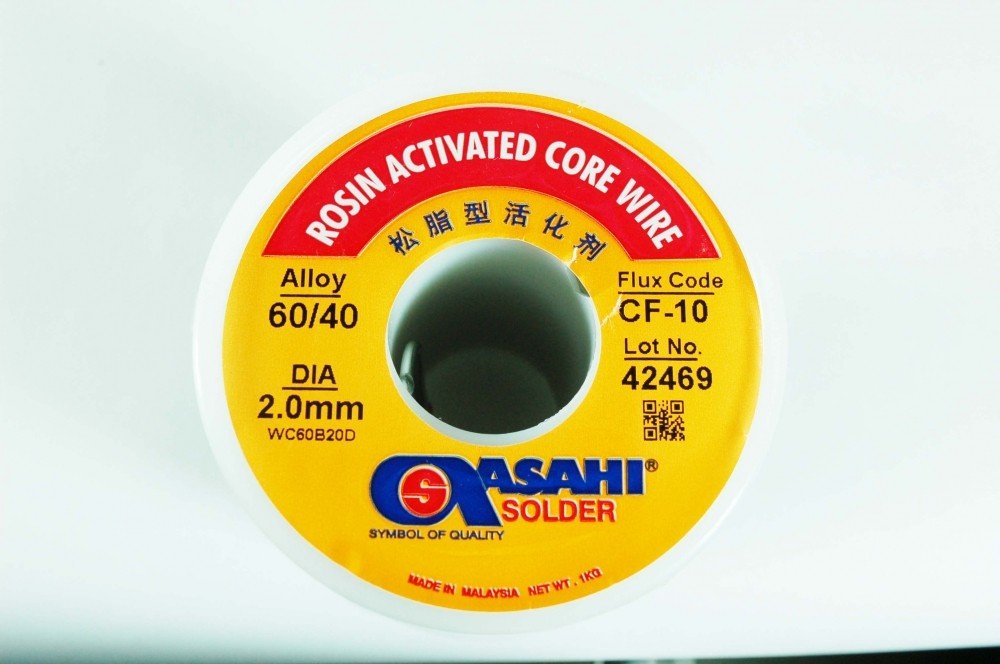 ROSIN ACTIVATED CORE WIRE
松脂型活化剂
Alloy
60/40
DIA
2.0mm
WC60B20D
Flux Code
CF-10
Lot No.
42469
S ASAHI®
SOLDER
SYMBOL OF QUALITY
MADE IN MALAYSIA NET WT. 1KG